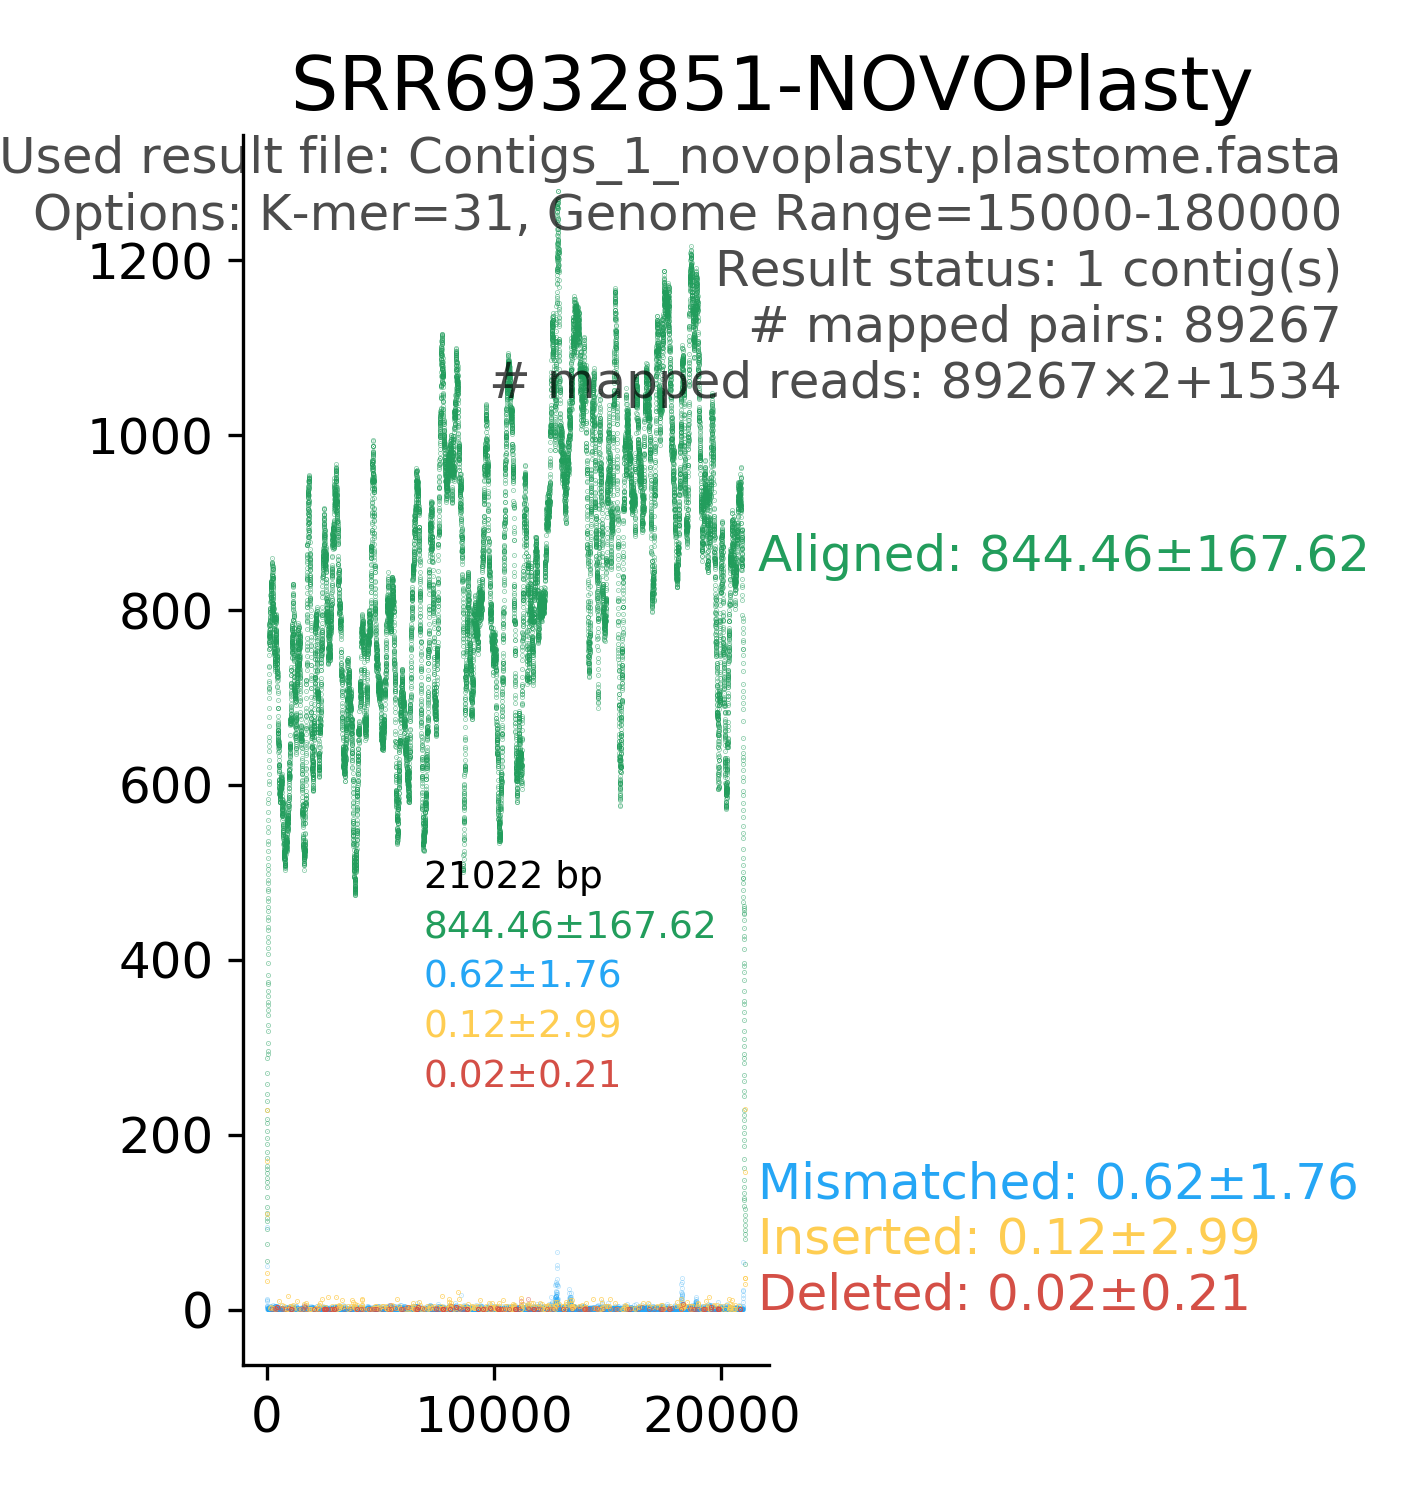 SRR6932851-NOVOPlasty
Used result file: Contigs_1_novoplasty.plastome.fasta
Options: K-mer=31, Genome Range=15000-180000
Result status: 1 contig(s)
# mapped pairs: 89267
# mapped reads: 89267×2+1534
1200
1000
800
600
400
200
0
Aligned: 844.46±167.62
21022 bp
844.46±167.62
0.62±1.76
0.12±2.99
0.02±0.21
Mismatched: 0.62±1.76
Inserted: 0.12±2.99
Deleted: 0.02±0.21
0 10000 20000